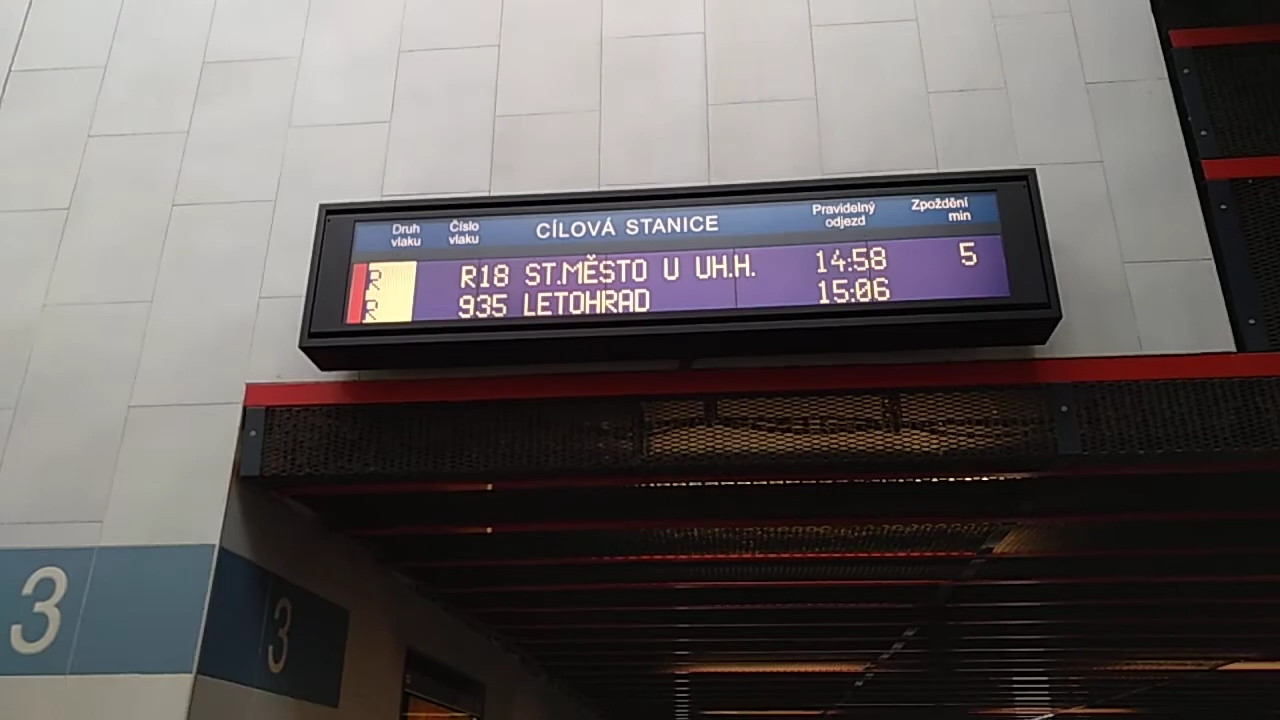 Druh vlaku Číslo vlaku CÍLOVÁ STANICE Pravidelný odjezd Zpoždění min
R R18 ST.MĚSTO U UH.H. 14:58 5
R 935 LETOHRAD 15:06
3 3